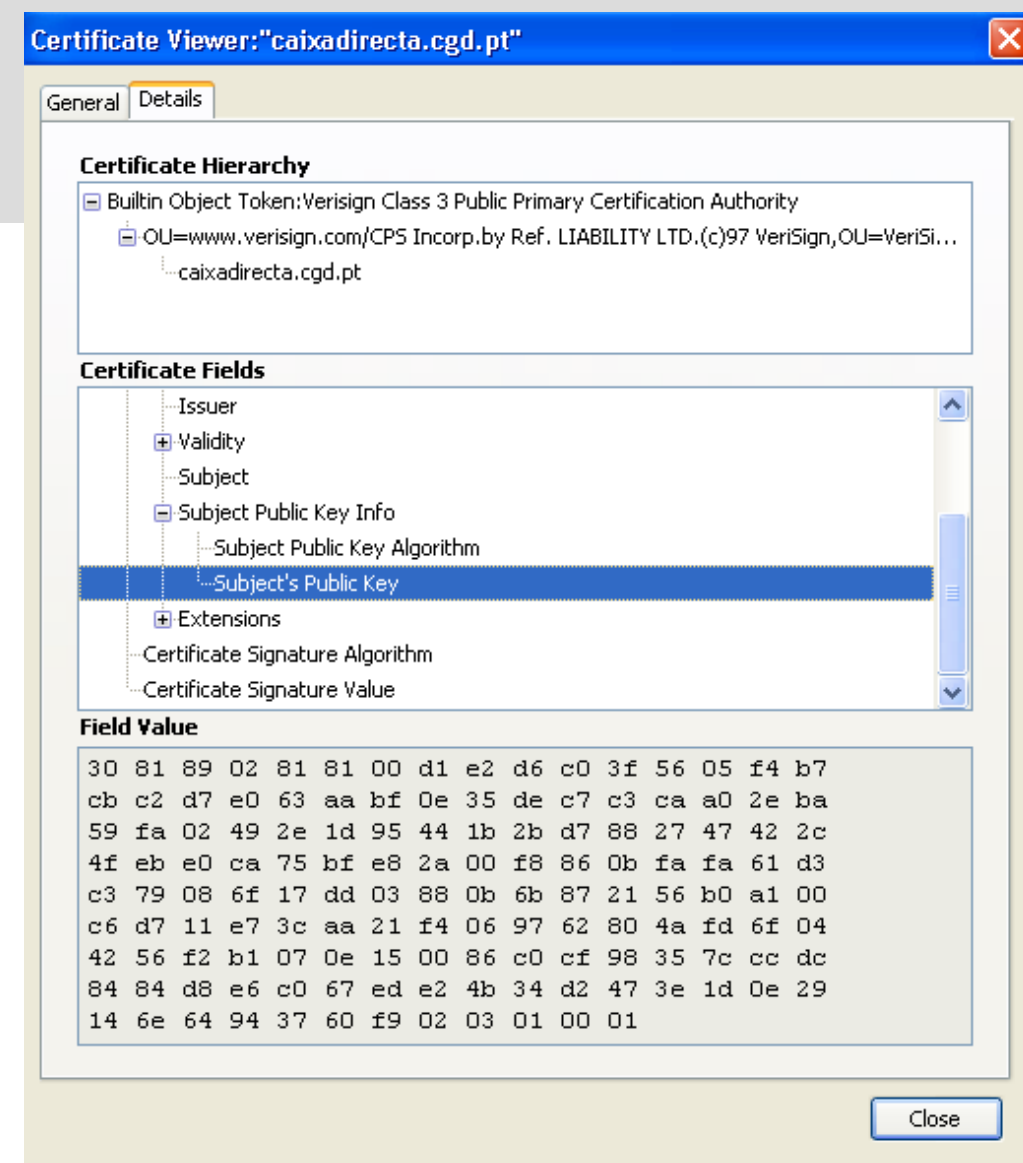 Certificate Viewer:"caixadirecta.cgd.pt"
General Details
Certificate Hierarchy
Builtin Object Token:Verisign Class 3 Public Primary Certification Authority
OU=www.verisign.com/CPS Incorp.by Ref. LIABILITY LTD.(c)97 VeriSign,OU=VeriSi...
caixadirecta.cgd.pt
Certificate Fields
Issuer
Validity
Subject
Subject Public Key Info
Subject Public Key Algorithm
Subject's Public Key
Extensions
Certificate Signature Algorithm
Certificate Signature Value
Field Value
30 81 89 02 81 81 00 d1 e2 d6 c0 3f 56 05 f4 b7
cb c2 d7 e0 63 aa bf 0e 35 de c7 c3 ca a0 2e ba
59 fa 02 49 2e 1d 95 44 1b 2b d7 88 27 47 42 2c
4f eb e0 ca 75 bf e8 2a 00 f8 86 0b fa fa 61 d3
c3 79 08 6f 17 dd 03 88 0b 6b 87 21 56 b0 a1 00
c6 d7 11 e7 3c aa 21 f4 06 97 62 80 4a fd 6f 04
42 56 f2 b1 07 0e 15 00 86 c0 cf 98 35 7c cc dc
84 84 d8 e6 c0 67 ed e2 4b 34 d2 47 3e 1d 0e 29
14 6e 64 94 37 60 f9 02 03 01 00 01
Close